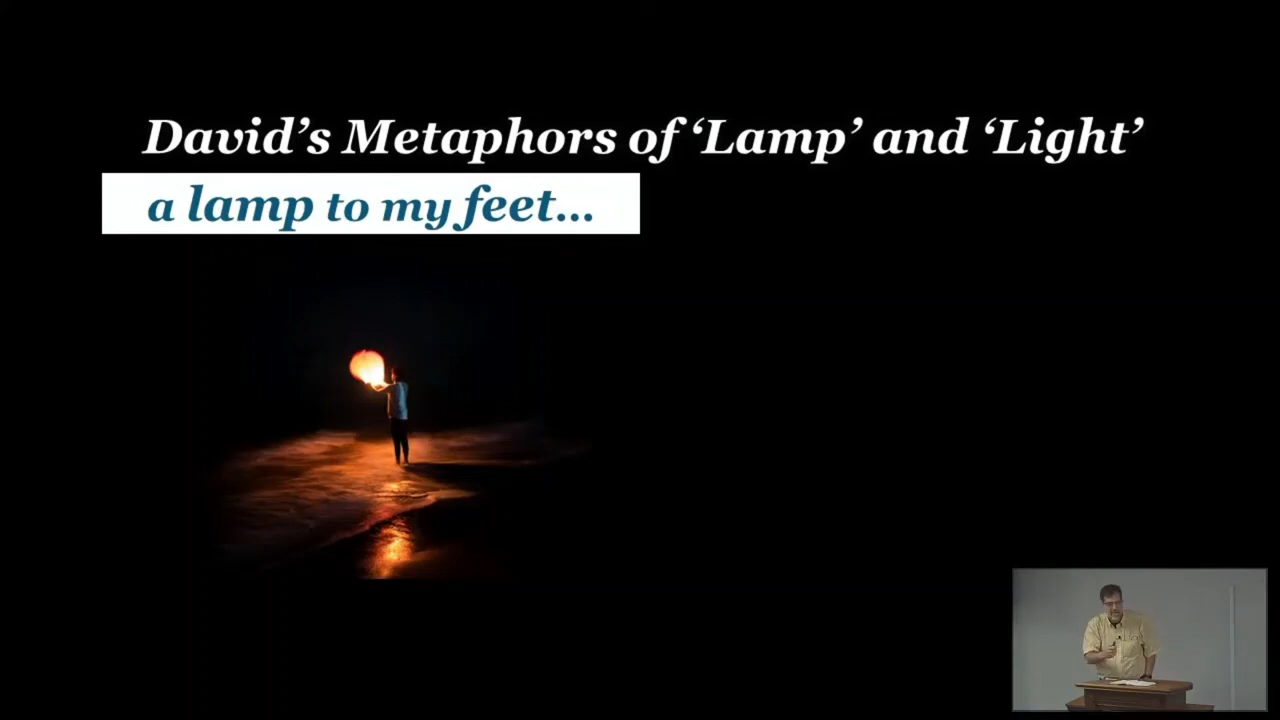 David’s Metaphors of ‘Lamp’ and ‘Light’
a lamp to my feet...